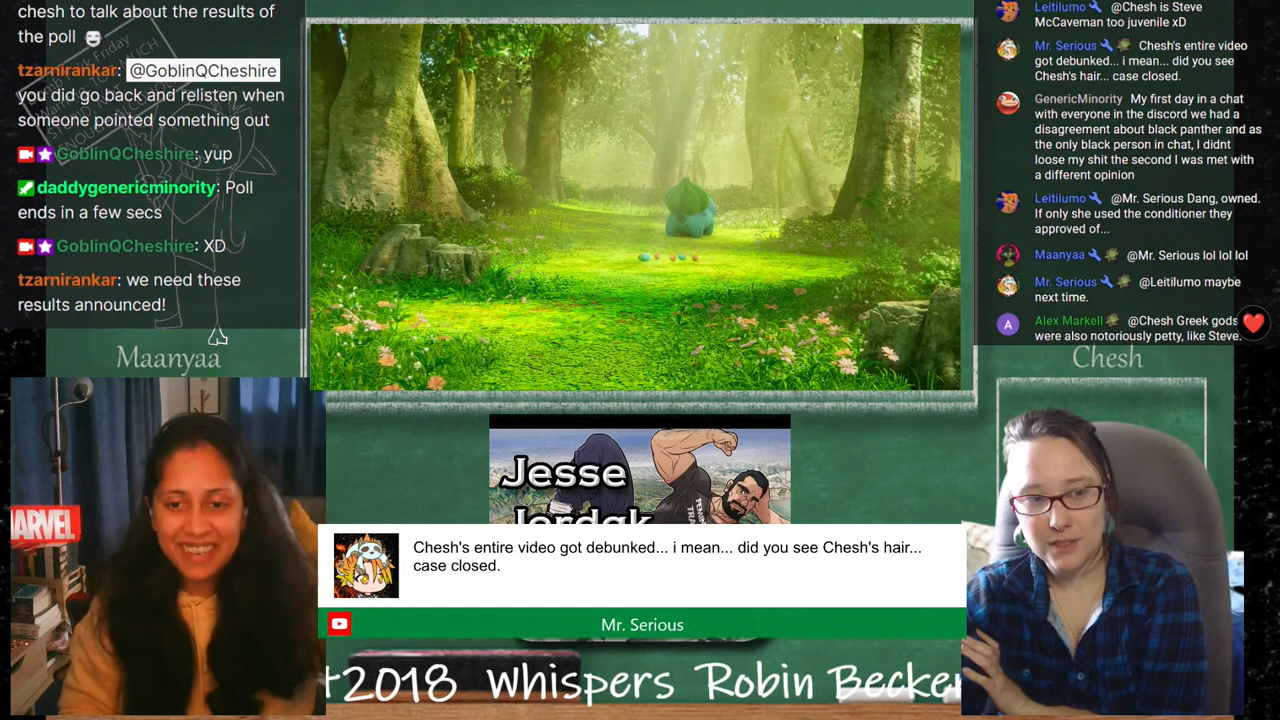 chesh to talk about the results of
the poll
tzarnirankar: @GoblinQCheshire
you did go back and relisten when
someone pointed something out
GoblinQCheshire: yup
daddygenericminority: Poll
ends in a few secs
GoblinQCheshire: XD
tzarnirankar: we need these
results announced!
Leitilumo @Chesh is Steve
McCaveman too juvenile xD
Mr. Serious Chesh's entire video
got debunked... i mean... did you see
Chesh's hair... case closed.
GenericMinority My first day in a chat
with everyone in the discord we had a
disagreement about black panther and as
the only black person in chat, I didnt
loose my shit the second I was met with
a different opinion
Leitilumo @Mr. Serious Dang, owned.
If only she used the conditioner they
approved of...
Maanyaa @Mr. Serious lol lol lol
Mr. Serious @Leitilumo maybe
next time.
A Alex Markell @Chesh Greek gods
were also notoriously petty, like Steve.
Maanyaa
Chesh
MARVEL
Jesse
Jordak
Chesh's entire video got debunked... i mean... did you see Chesh's hair...
case closed.
Mr. Serious
t2018 Whispers Robin Becker